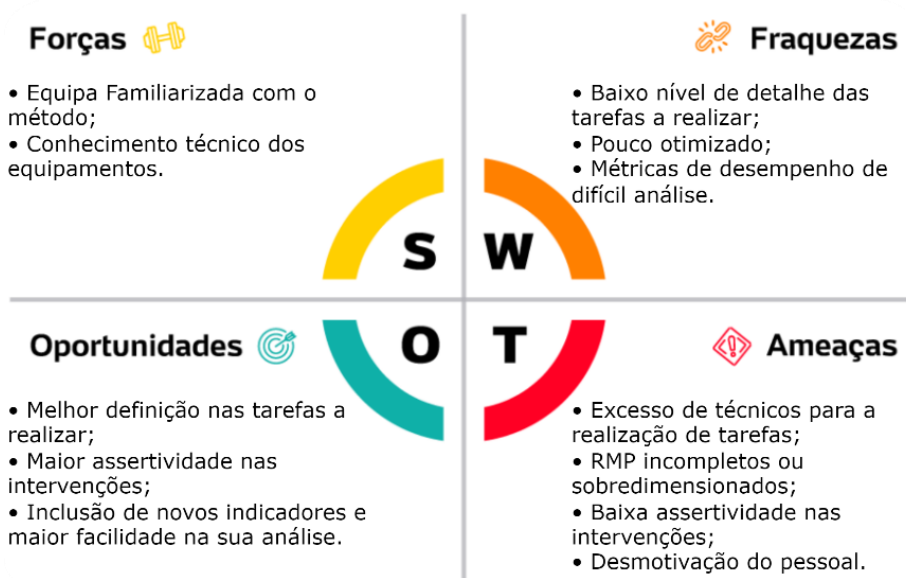 Forças
• Equipa Familiarizada com o
método;
• Conhecimento técnico dos
equipamentos.
Fraquezas
• Baixo nível de detalhe das
tarefas a realizar;
• Pouco otimizado;
• Métricas de desempenho de
difícil análise.
S W
O T
Oportunidades
• Melhor definição nas tarefas a
realizar;
• Maior assertividade nas
intervenções;
• Inclusão de novos indicadores e
maior facilidade na sua análise.
Ameaças
• Excesso de técnicos para a
realização de tarefas;
• RMP incompletos ou
sobredimensionados;
• Baixa assertividade nas
intervenções;
• Desmotivação do pessoal.